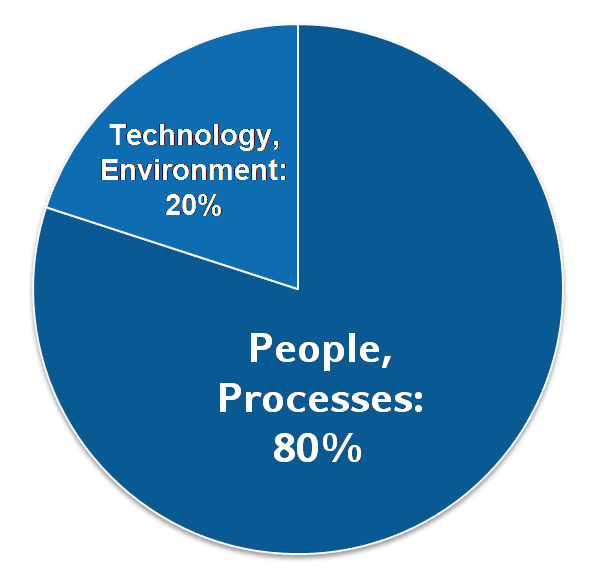 Technology,
Environment:
20%
People,
Processes:
80%